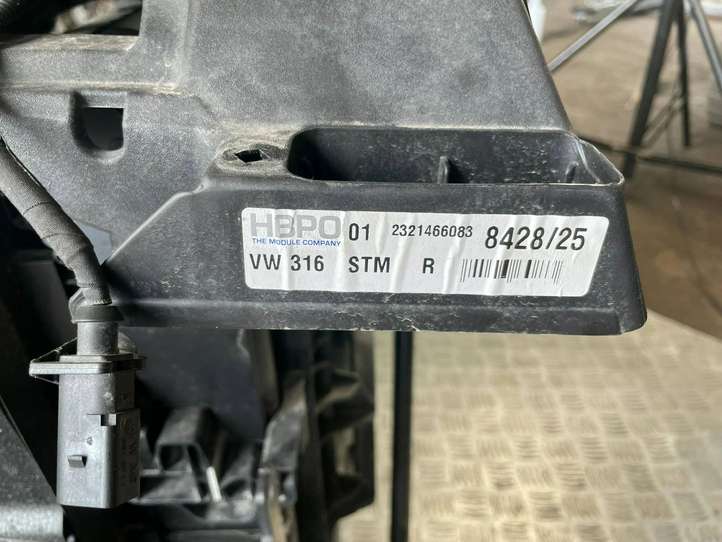 HBPO 01 2321466083 8428/25
THE MODULE COMPANY
VW 316 STM R